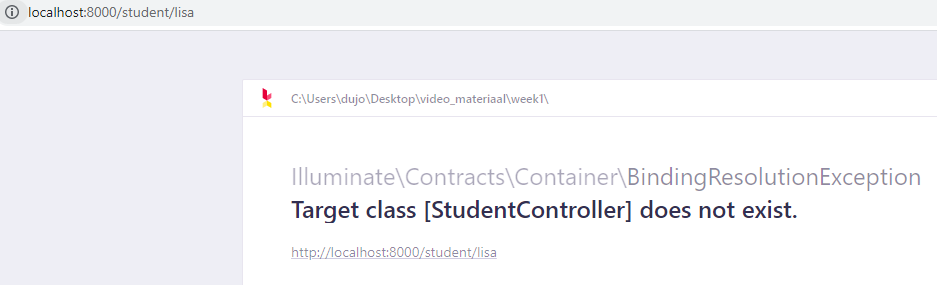 localhost:8000/student/lisa
C:\Users\dujo\Desktop\video_materiaal\week1\
Illuminate\Contracts\Container\BindingResolutionException
Target class [StudentController] does not exist.
http://localhost:8000/student/lisa